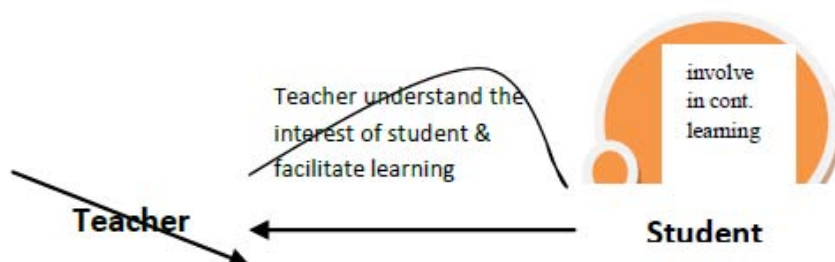 Teacher understand the
interest of student &
facilitate learning
involve
in cont.
learning
Teacher
Student